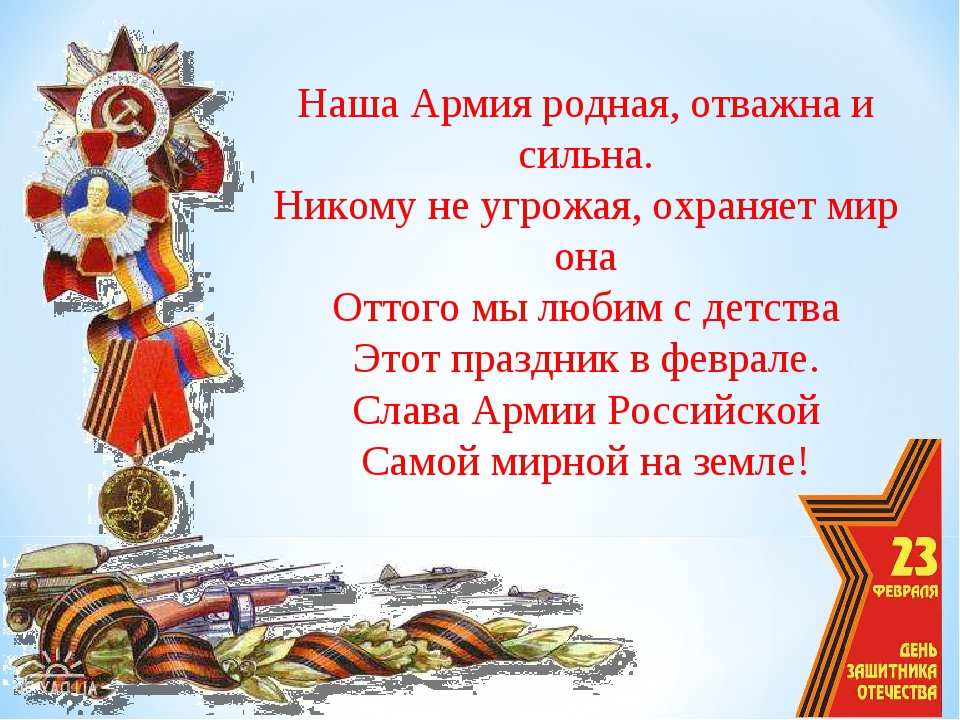 Наша Армия родная, отважна и
сильна.
Никому не угрожая, охраняет мир
она
Оттого мы любим с детства
Этот праздник в феврале.
Слава Армии Российской
Самой мирной на земле!
23
ФЕВРАЛЯ
ДЕНЬ
ЗАЩИТНИКА
ОТЕЧЕСТВА